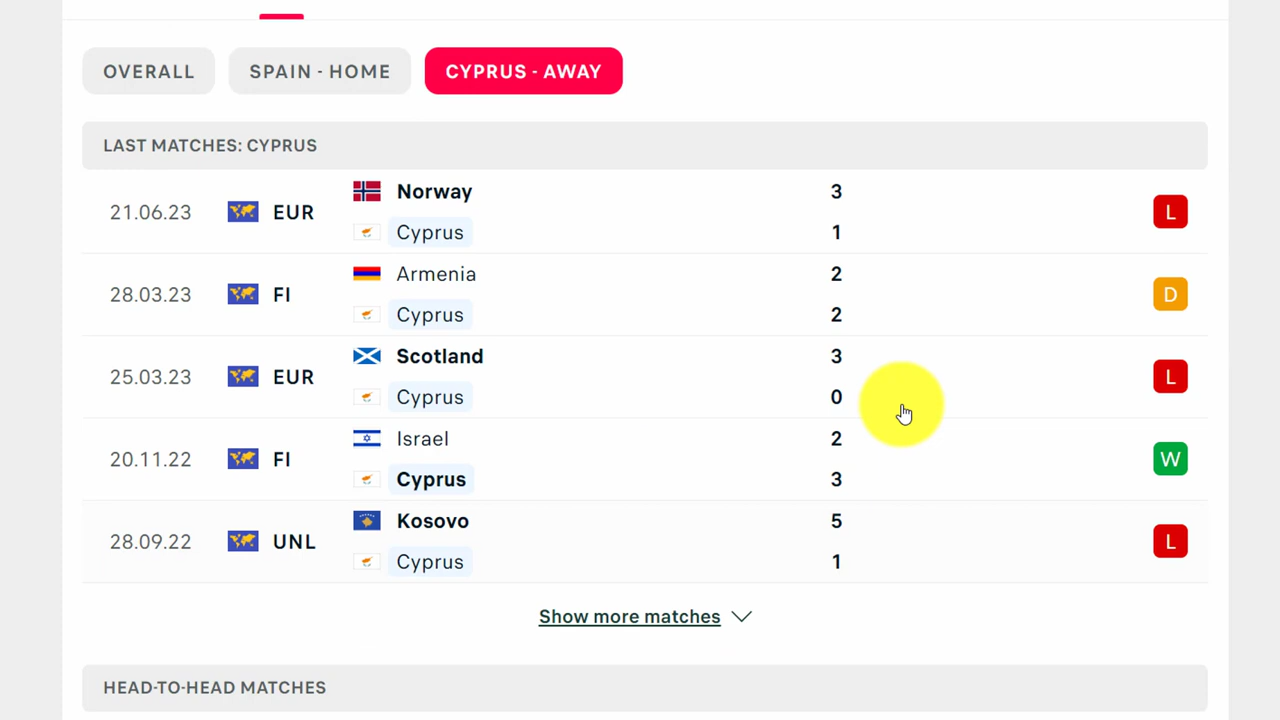 OVERALL SPAIN - HOME CYPRUS - AWAY
LAST MATCHES: CYPRUS
Norway 3
21.06.23 EUR L
Cyprus 1
Armenia 2
28.03.23 FI D
Cyprus 2
Scotland 3
25.03.23 EUR L
Cyprus 0
Israel 2
20.11.22 FI W
Cyprus 3
Kosovo 5
28.09.22 UNL L
Cyprus 1
Show more matches
HEAD-TO-HEAD MATCHES